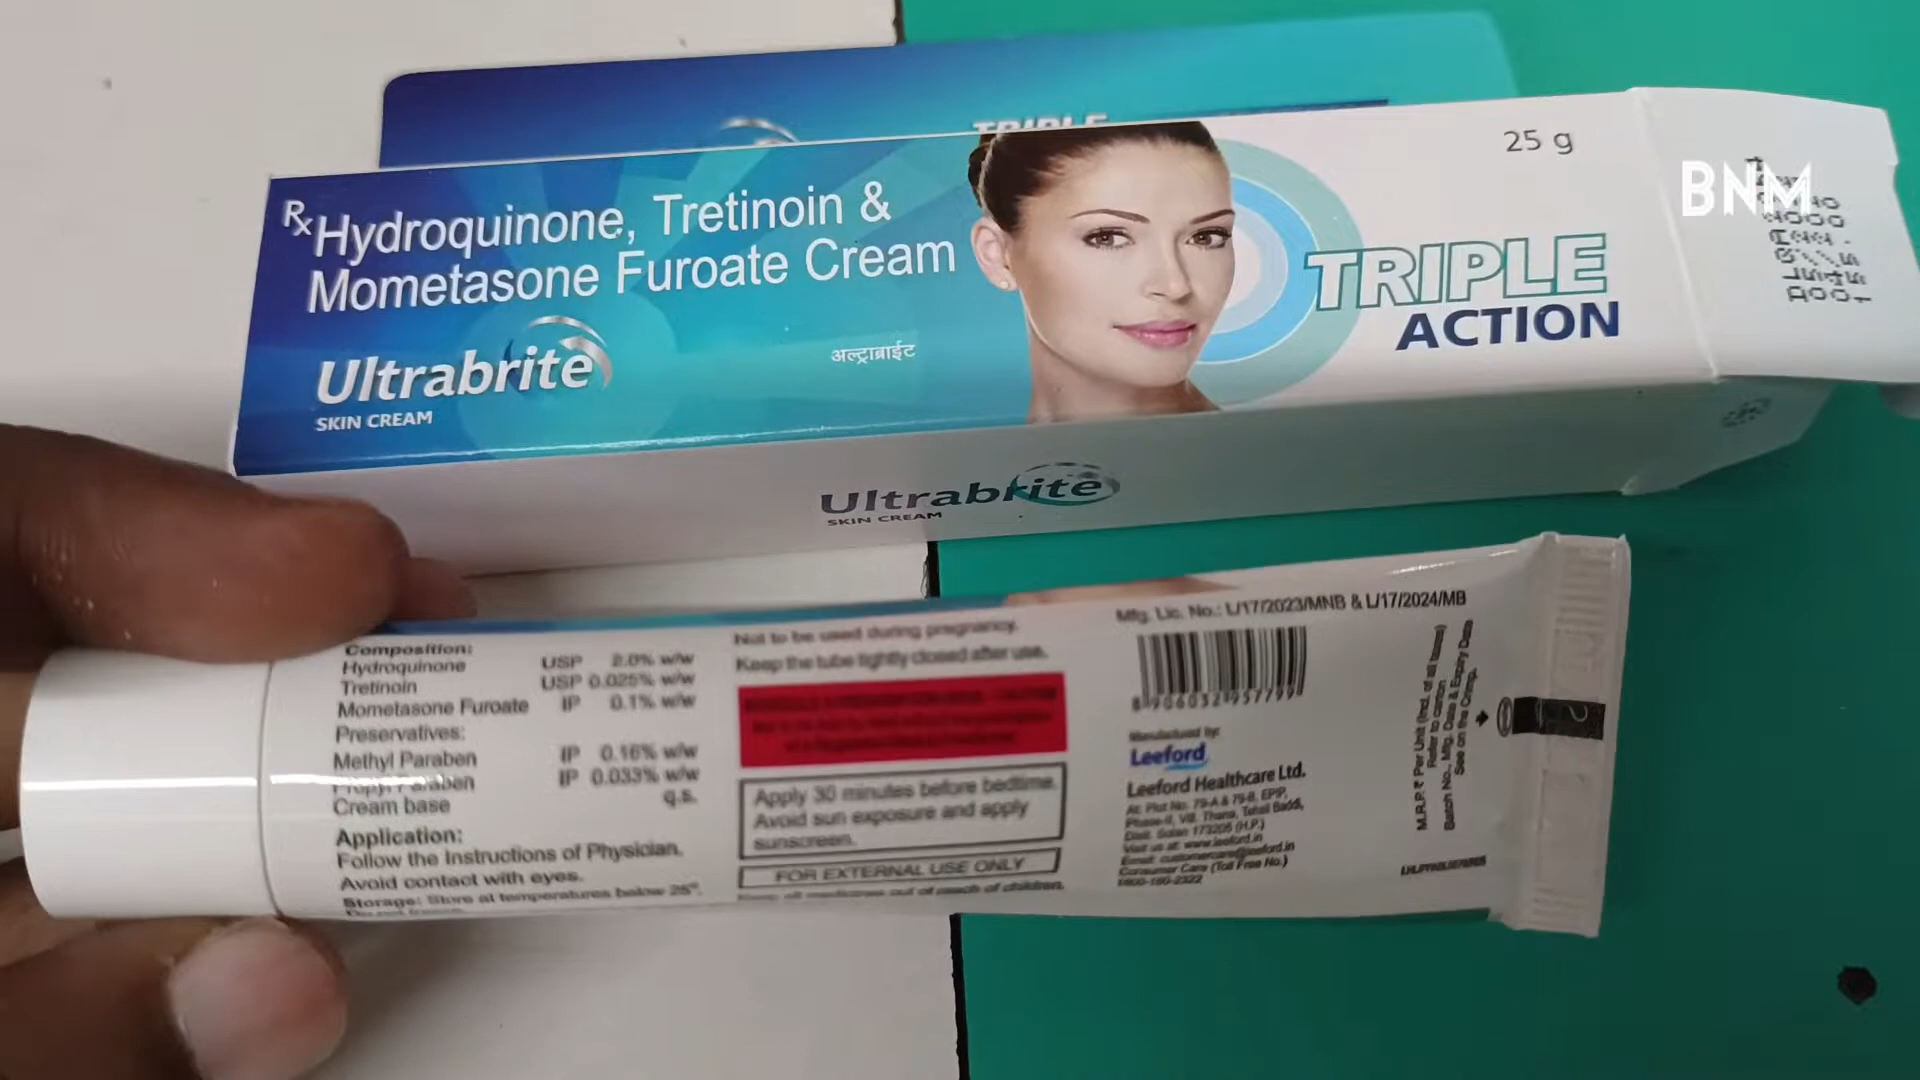 TRIPLE
25 g
BNM
Rx Hydroquinone, Tretinoin &
Mometasone Furoate Cream
Ultrabrite
SKIN CREAM
अल्ट्राब्राईट
TRIPLE
ACTION
Ultrabrite
SKIN CREAM
Composition:
Hydroquinone USP 2.0% w/w
Tretinoin USP 0.025% w/w
Mometasone Furoate IP 0.1% w/w
Preservatives:
Methyl Paraben IP 0.16% w/w
Propyl Paraben IP 0.033% w/w
Cream base q.s.
Application:
Follow the Instructions of Physician.
Avoid contact with eyes.
Storage: Store at temperatures below 25°.
Not to be used during pregnancy.
Keep the tube tightly closed after use.
Apply 30 minutes before bedtime.
Avoid sun exposure and apply
sunscreen.
FOR EXTERNAL USE ONLY
Keep all medicines out of reach of children.
Mfg. Lic. No.: L/17/2023/MNB & L/17/2024/MB
8 906032 957799
Manufactured by:
Leeford
Leeford Healthcare Ltd.
At: Plot No. 79-A & 79-B, EPIP,
Phase-II, Vill. Thana, Tehsil Baddi,
Distt. Solan 173205 (H.P.)
Visit us at: www.leeford.in
Email: customercare@leeford.in
Consumer Care (Toll Free No.)
1800-180-2322
M.R.P. ₹ Per Unit (Incl. of all taxes)
Refer to carton
Batch No., Mfg. Date & Expiry Date
See on the Crimp.
2